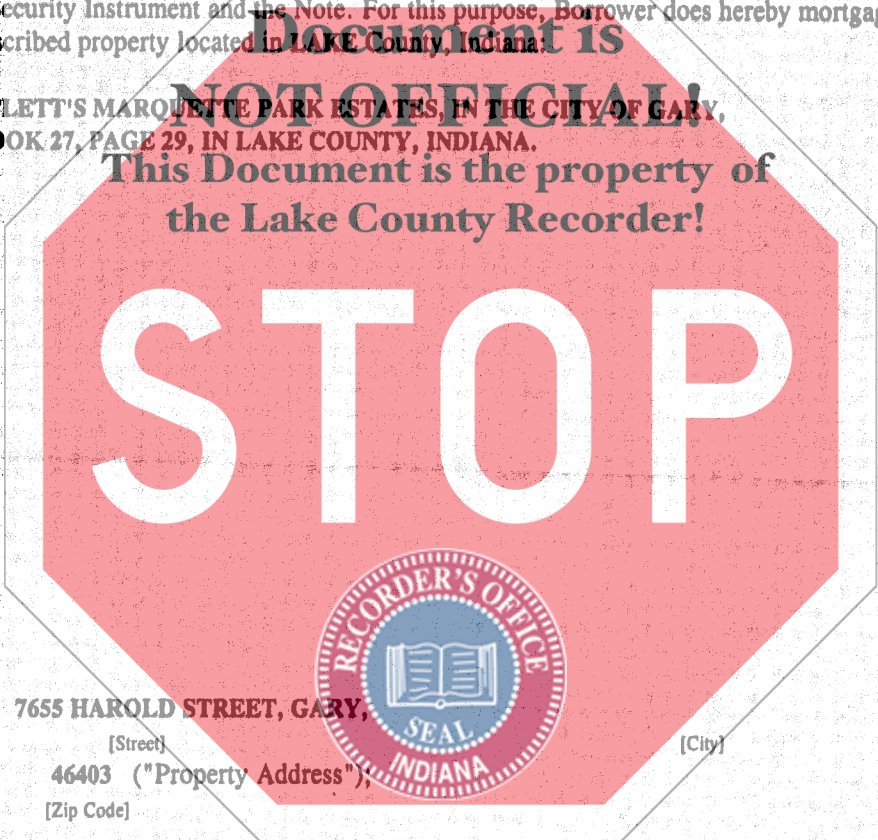 ecurity Instrument and the Note. For this purpose, Borrower does hereby mortgag
cribed property located in LAKE County, Indiana:
Document is
LETT'S MARQUETTE PARK ESTATES, IN THE CITY OF GARY,
NOT OFFICIAL!
OOK 27, PAGE 29, IN LAKE COUNTY, INDIANA.
This Document is the property of
the Lake County Recorder!
STOP
RECORDER'S OFFICE
SEAL
INDIANA
7655 HAROLD STREET, GARY,
[Street] [City]
46403 ("Property Address");
[Zip Code]